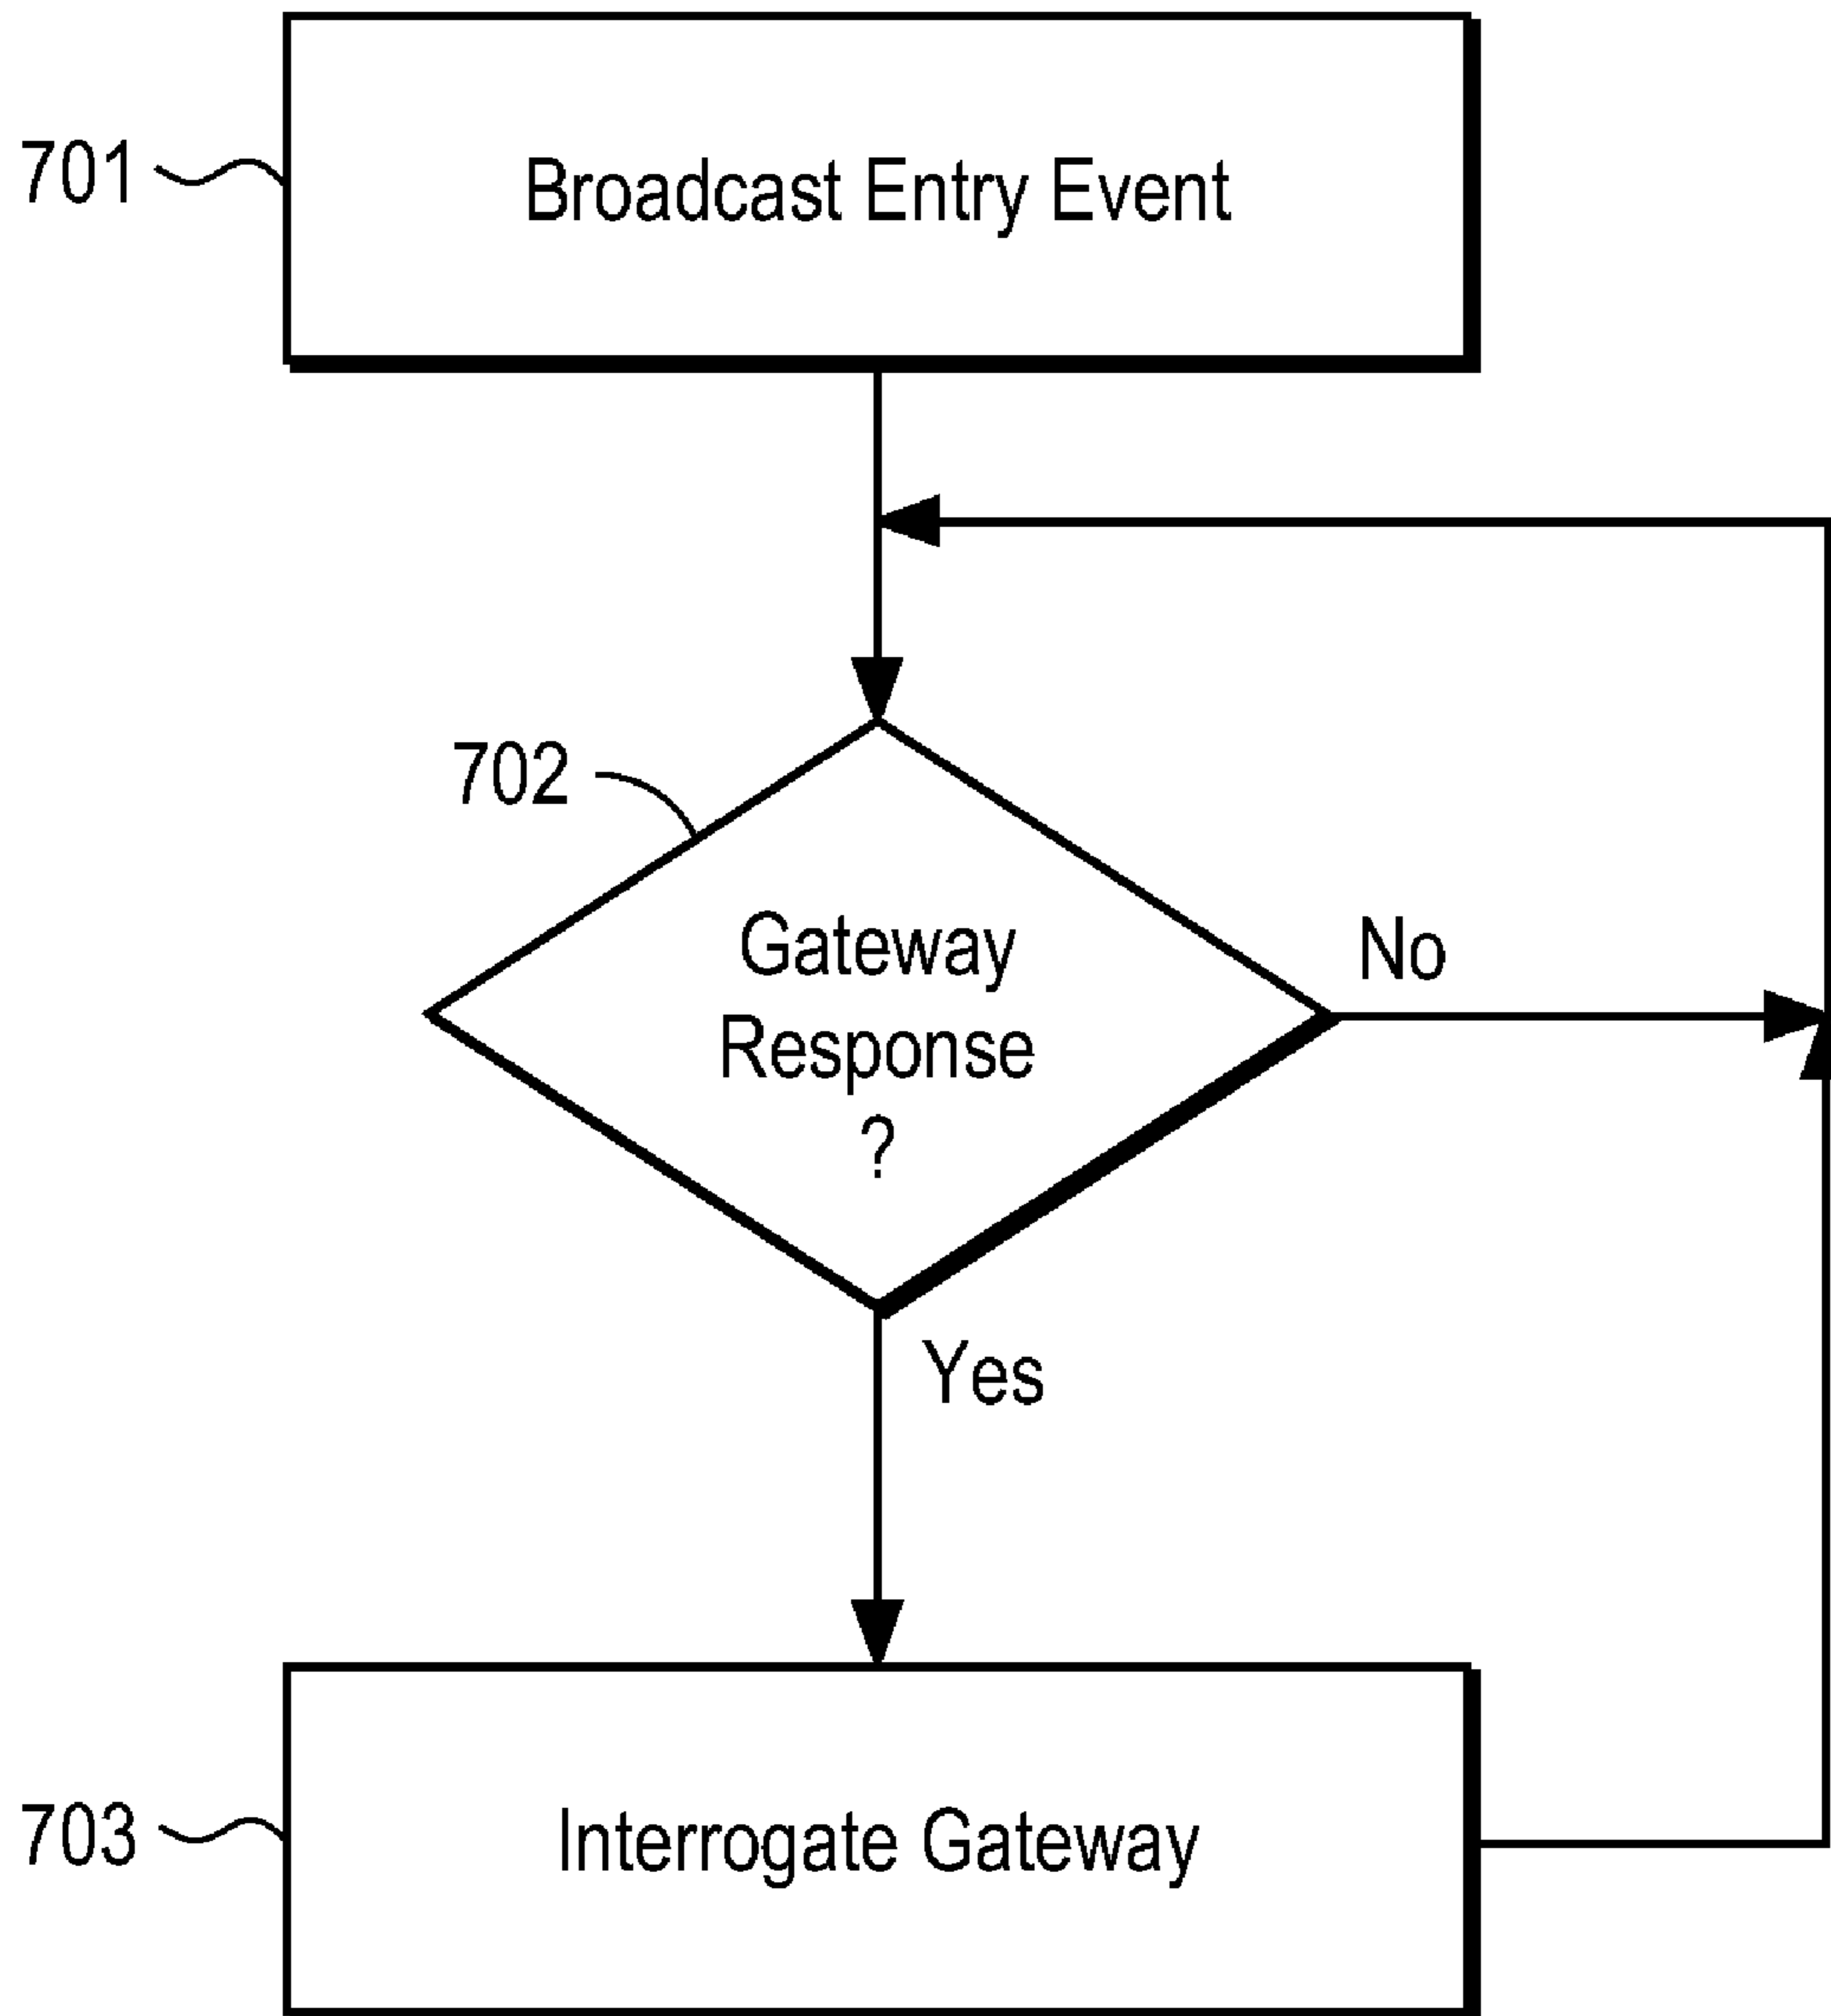 701
Broadcast Entry Event
702
Gateway
Response
?
No
Yes
703
Interrogate Gateway